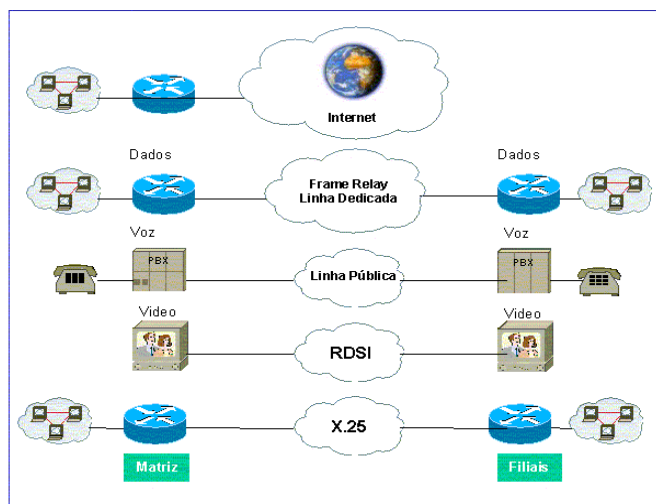 Internet
Dados
Dados
Frame Relay
Linha Dedicada
Voz
Voz
PBX
PBX
Linha Pública
Video
Video
RDSI
X.25
Matriz
Filiais